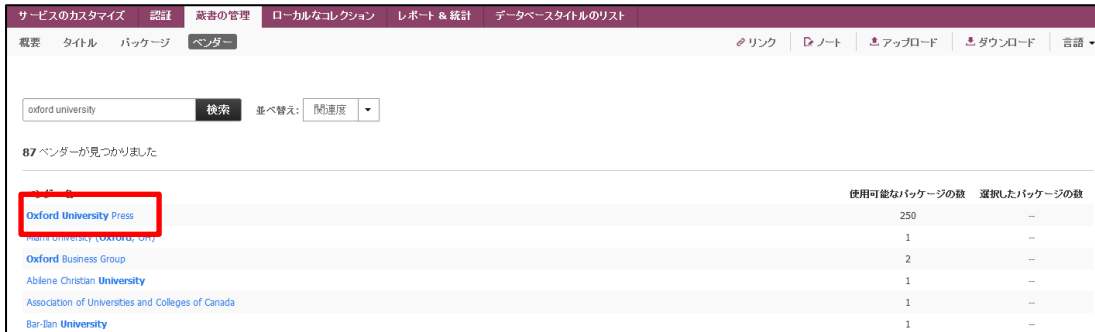 サービスのカスタマイズ 認証 蔵書の管理 ローカルなコレクション レポート & 統計 データベースタイトルのリスト
概要 タイトル パッケージ ベンダー リンク ノート アップロード ダウンロード 言語
oxford university 検索 並べ替え: 関連度
87 ベンダーが見つかりました
使用可能なパッケージの数 選択したパッケージの数
Oxford University Press 250 --
Miami University (Oxford, OH) 1 --
Oxford Business Group 2 --
Abilene Christian University 1 --
Association of Universities and Colleges of Canada 1 --
Bar-Ilan University 1 --